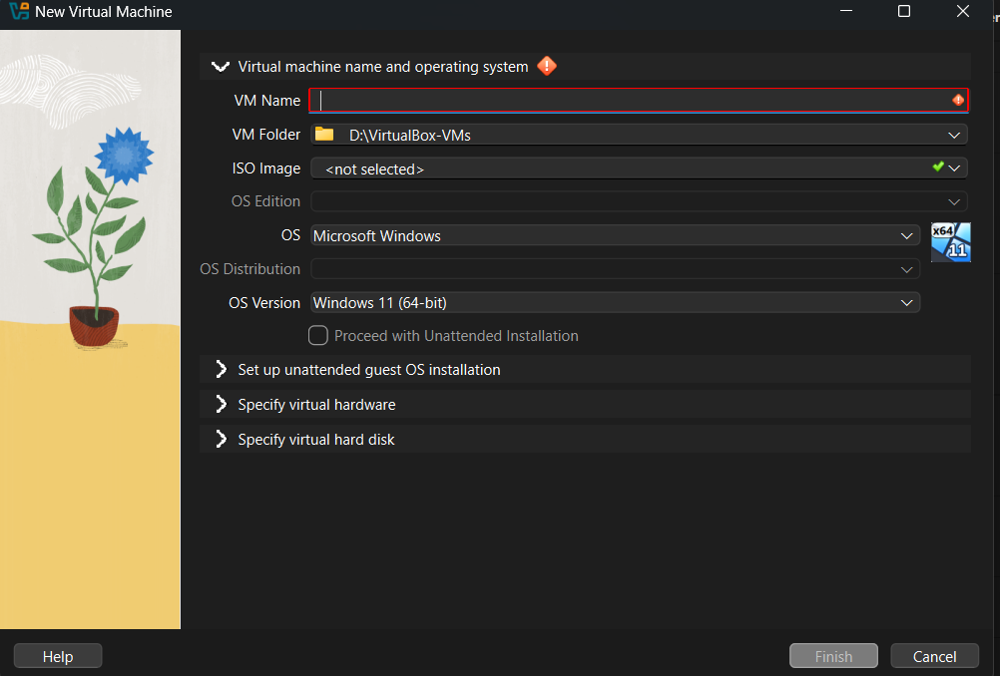 New Virtual Machine
Virtual machine name and operating system
VM Name
VM Folder D:\VirtualBox-VMs
ISO Image <not selected>
OS Edition
OS Microsoft Windows
x64
11
OS Distribution
OS Version Windows 11 (64-bit)
Proceed with Unattended Installation
Set up unattended guest OS installation
Specify virtual hardware
Specify virtual hard disk
Help Finish Cancel